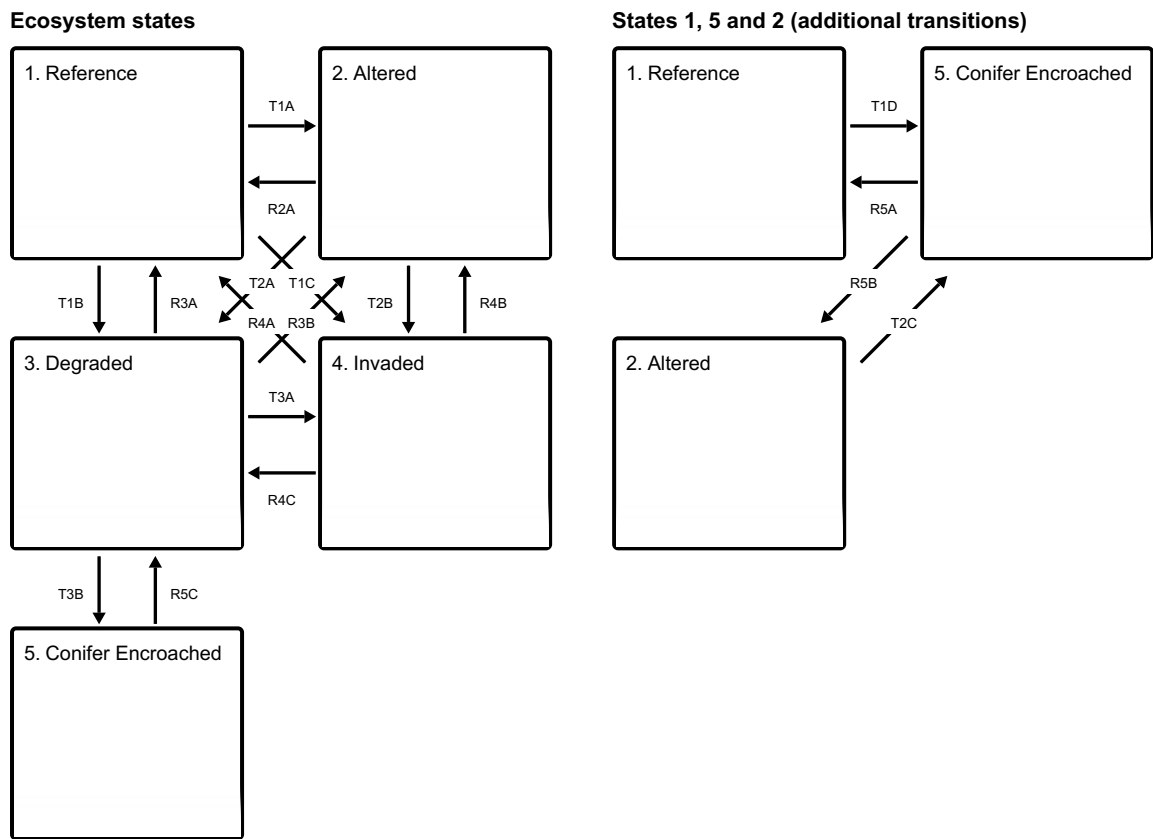 Ecosystem states
1. Reference
2. Altered
T1A
R2A
T2A
T1C
T1B
R3A
T2B
R4B
R4A
R3B
3. Degraded
4. Invaded
T3A
R4C
T3B
R5C
5. Conifer Encroached
States 1, 5 and 2 (additional transitions)
1. Reference
5. Conifer Encroached
T1D
R5A
R5B
T2C
2. Altered